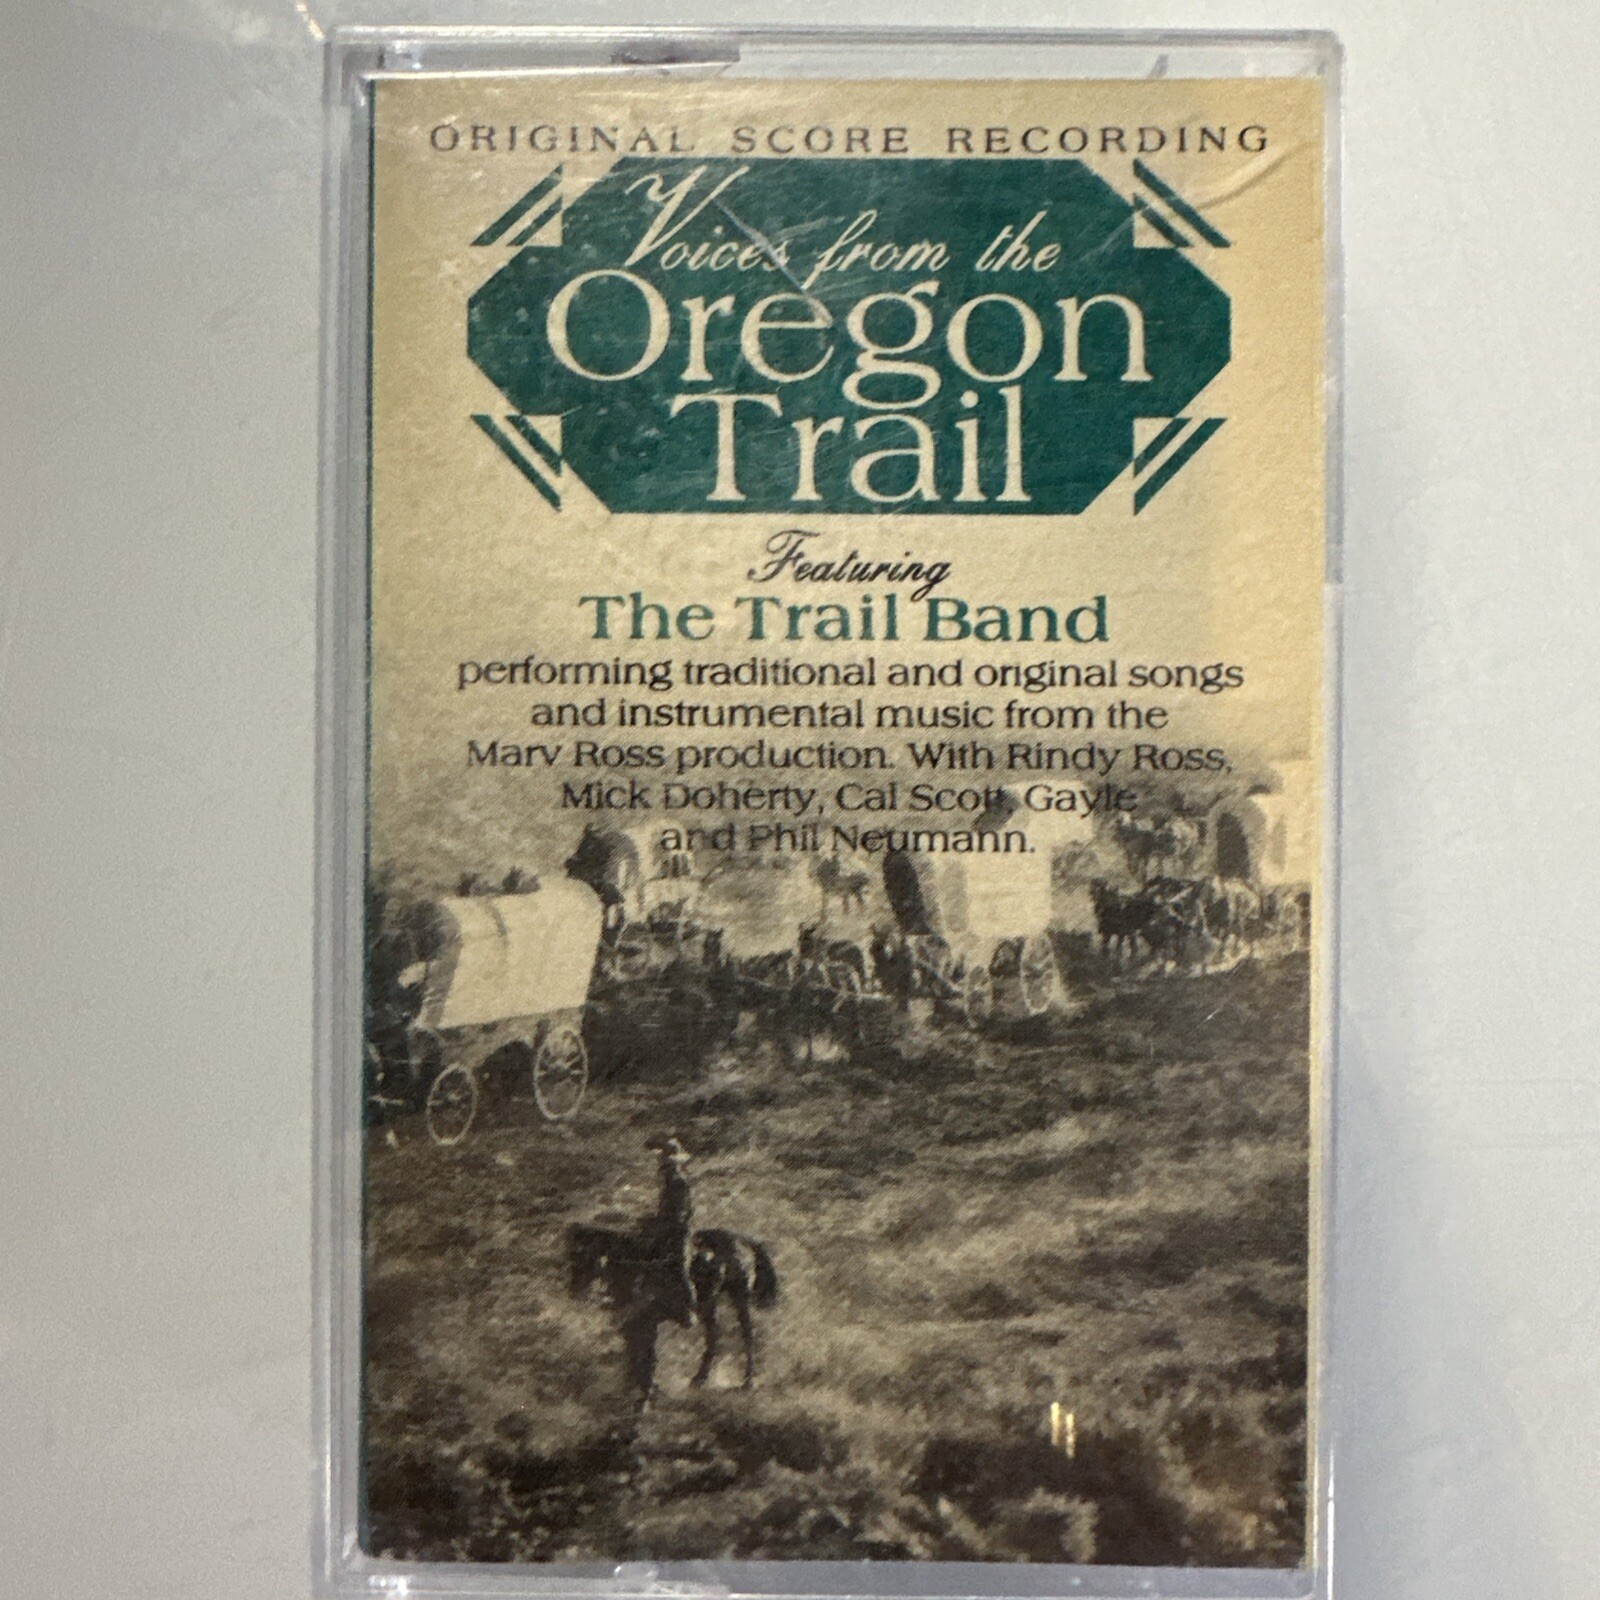 ORIGINAL SCORE RECORDING
Voices from the
Oregon
Trail
Featuring
The Trail Band
performing traditional and original songs
and instrumental music from the
Marv Ross production. With Rindy Ross,
Mick Doherty, Cal Scott, Gayle
and Phil Neumann.